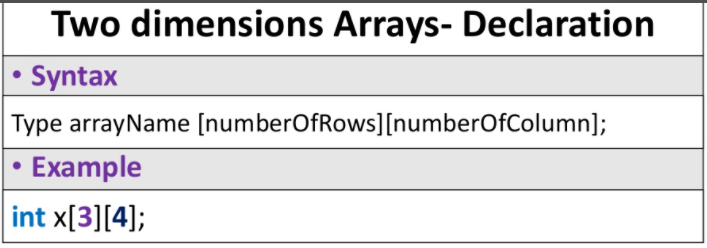 Two dimensions Arrays- Declaration
• Syntax
Type arrayName [numberOfRows][numberOfColumn];
• Example
int x[3][4];